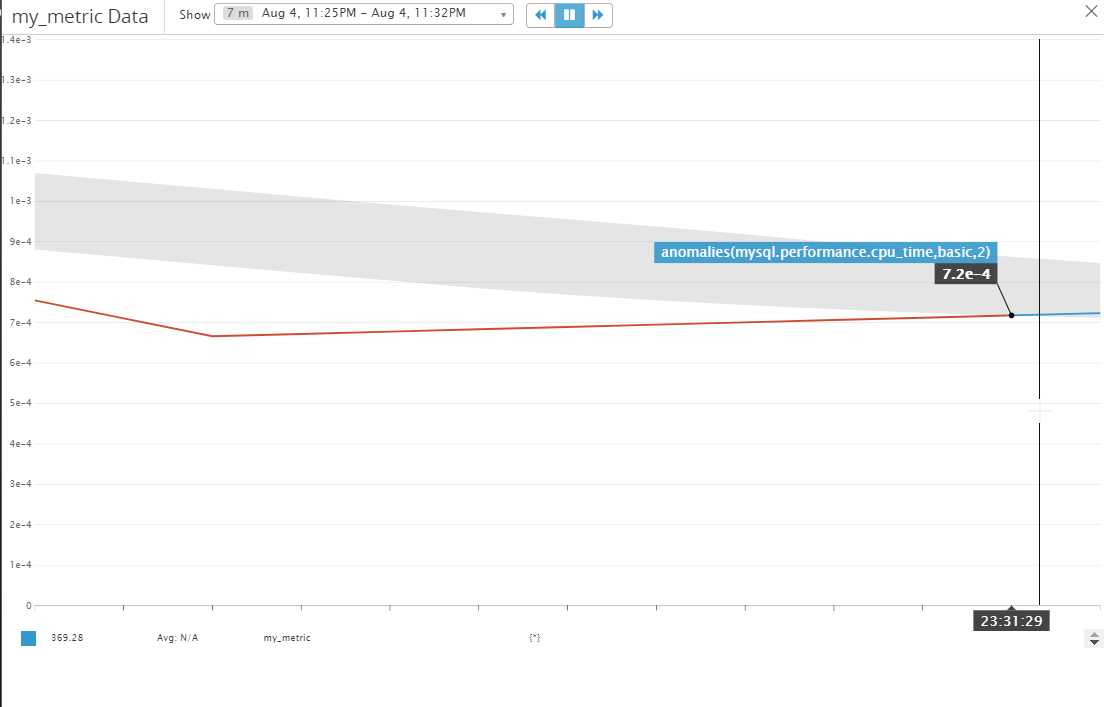 my_metric Data
Show 7 m Aug 4, 11:25PM – Aug 4, 11:32PM
1.4e-3
1.3e-3
1.2e-3
1.1e-3
1e-3
9e-4
anomalies(mysql.performance.cpu_time,basic,2)
7.2e-4
8e-4
7e-4
6e-4
5e-4
4e-4
3e-4
2e-4
1e-4
0
23:31:29
369.28 Avg: N/A my_metric {*}